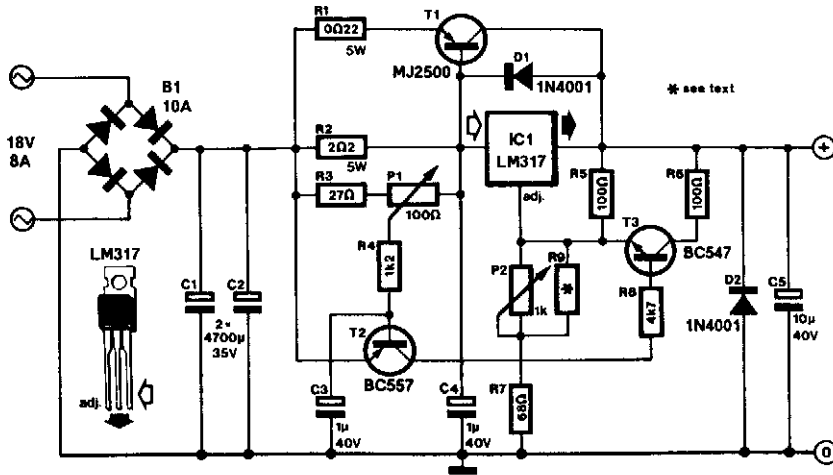 R1
0Ω22
5W
T1
MJ2500
D1
1N4001
* see text
B1
10A
18V
8A
R2
2Ω2
5W
R3
27Ω
P1
100Ω
IC1
LM317
adj.
R5
100Ω
R6
100Ω
T3
BC547
R4
1k2
P2
1k
R9
*
R8
4k7
LM317
adj.
C1
C2
2×
4700µ
35V
T2
BC557
C3
1µ
40V
C4
1µ
40V
R7
68Ω
D2
1N4001
C5
10µ
40V
+
0